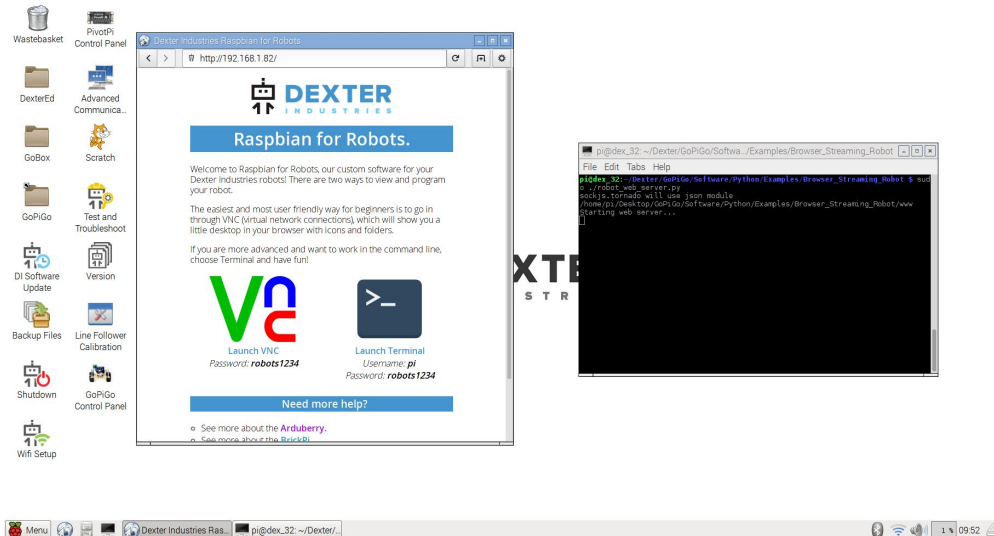 Wastebasket
PivotPi
Control Panel
DexterEd
Advanced
Communica...
GoBox
Scratch
GoPiGo
Test and
Troubleshoot
DI Software
Update
Version
Backup Files
Line Follower
Calibration
Shutdown
GoPiGo
Control Panel
Wifi Setup
Dexter Industries Raspbian for Robots
http://192.168.1.82/
DEXTER
INDUSTRIES
Raspbian for Robots.
Welcome to Raspbian for Robots, our custom software for your
Dexter Industries robots! There are two ways to view and program
your robot.
The easiest and most user friendly way for beginners is to go in
through VNC (virtual network connections), which will show you a
little desktop in your browser with icons and folders.
If you are more advanced and want to work in the command line,
choose Terminal and have fun!
Vnc
>_
Launch VNC
Password: robots1234
Launch Terminal
Username: pi
Password: robots1234
Need more help?
See more about the Arduberry.
See more about the BrickPi
XTE
S T R
pi@dex_32: ~/Dexter/GoPiGo/Softwa.../Examples/Browser_Streaming_Robot
File Edit Tabs Help
pi@dex_32:~/Dexter/GoPiGo/Software/Python/Examples/Browser_Streaming_Robot $ sud
o ./robot_web_server.py
sockjs.tornado will use json module
/home/pi/Desktop/GoPiGo/Software/Python/Examples/Browser_Streaming_Robot/www
Starting web server...
Menu
Dexter Industries Ras...
pi@dex_32: ~/Dexter/...
1 %
09:52